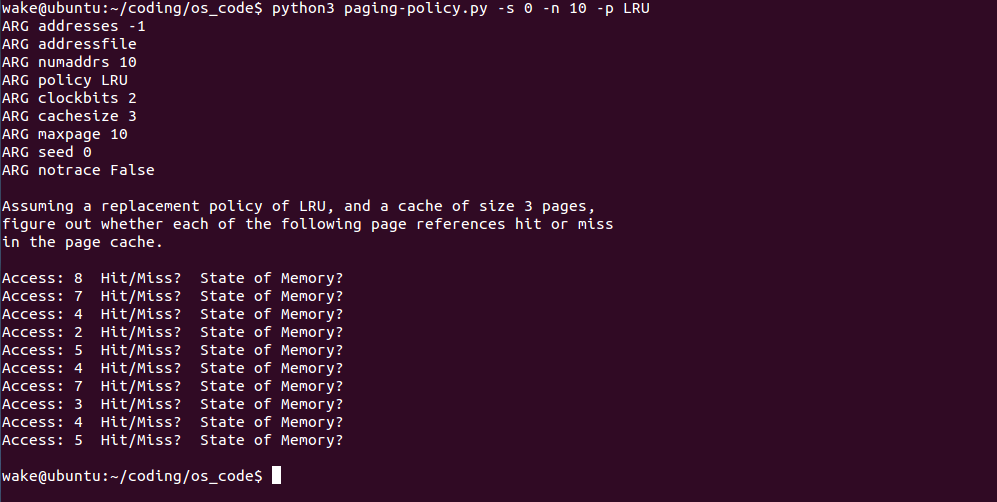 wake@ubuntu:~/coding/os_code$ python3 paging-policy.py -s 0 -n 10 -p LRU
ARG addresses -1
ARG addressfile
ARG numaddrs 10
ARG policy LRU
ARG clockbits 2
ARG cachesize 3
ARG maxpage 10
ARG seed 0
ARG notrace False
Assuming a replacement policy of LRU, and a cache of size 3 pages,
figure out whether each of the following page references hit or miss
in the page cache.
Access: 8  Hit/Miss?  State of Memory?
Access: 7  Hit/Miss?  State of Memory?
Access: 4  Hit/Miss?  State of Memory?
Access: 2  Hit/Miss?  State of Memory?
Access: 5  Hit/Miss?  State of Memory?
Access: 4  Hit/Miss?  State of Memory?
Access: 7  Hit/Miss?  State of Memory?
Access: 3  Hit/Miss?  State of Memory?
Access: 4  Hit/Miss?  State of Memory?
Access: 5  Hit/Miss?  State of Memory?
wake@ubuntu:~/coding/os_code$